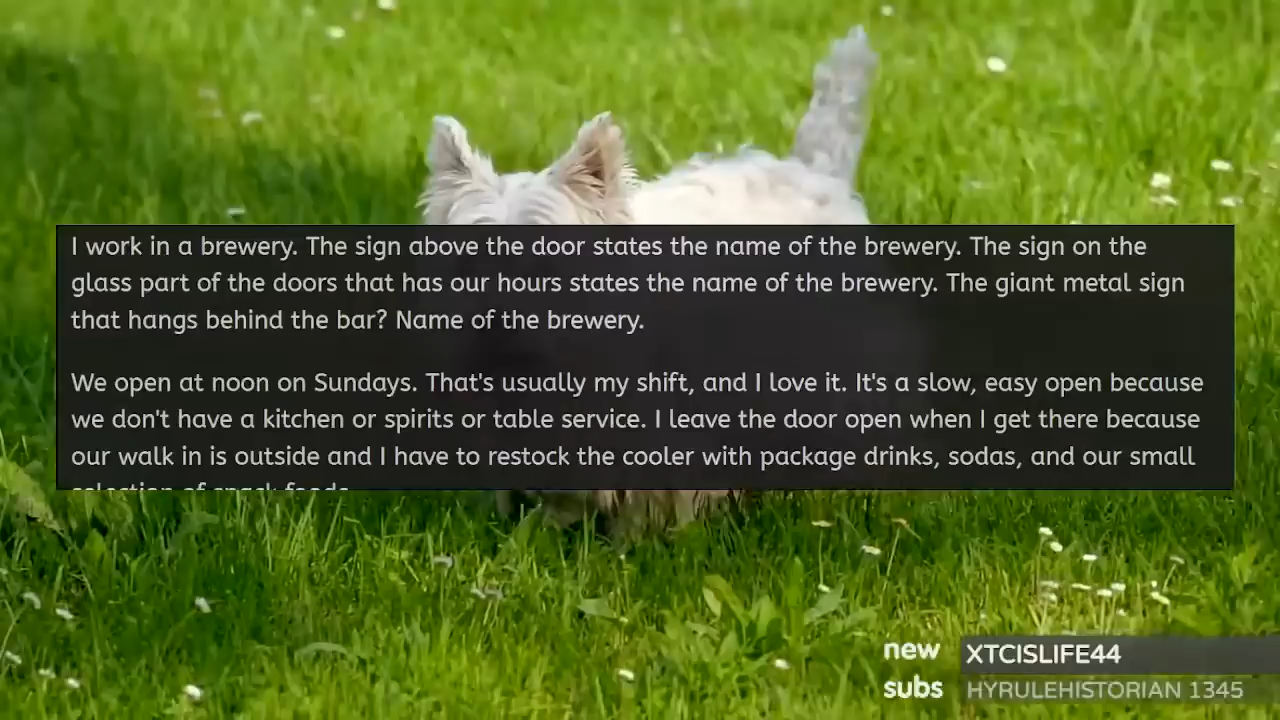 I work in a brewery. The sign above the door states the name of the brewery. The sign on the
glass part of the doors that has our hours states the name of the brewery. The giant metal sign
that hangs behind the bar? Name of the brewery.
We open at noon on Sundays. That's usually my shift, and I love it. It's a slow, easy open because
we don't have a kitchen or spirits or table service. I leave the door open when I get there because
our walk in is outside and I have to restock the cooler with package drinks, sodas, and our small
selection of snack foods
new XTCISLIFE44
subs HYRULEHISTORIAN 1345